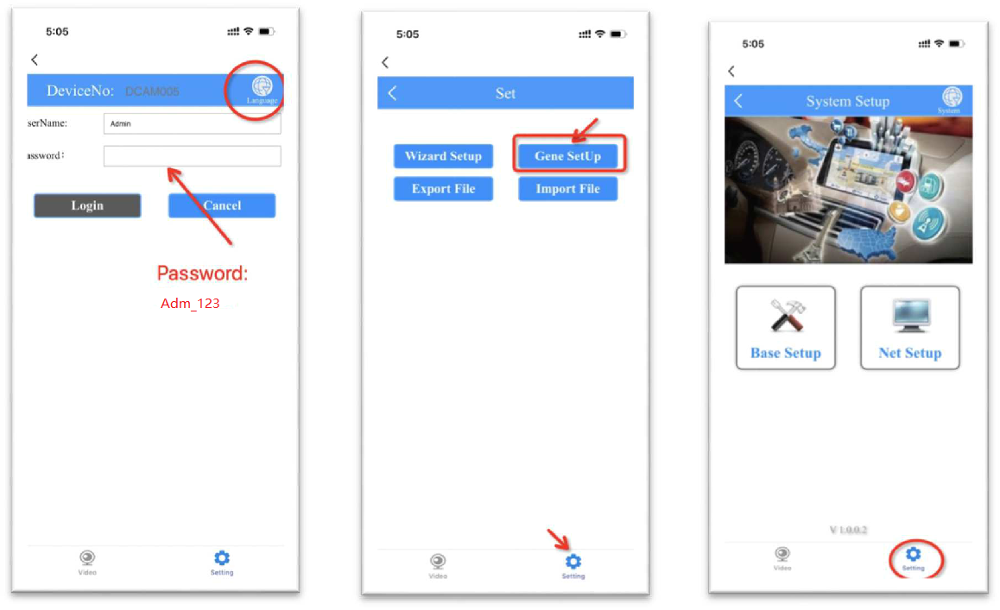 5:05
DeviceNo: DCAM005
Language
serName: Admin
assword:
Login Cancel
Password:
Adm_123
Video Setting
5:05
Set
Wizard Setup Gene SetUp
Export File Import File
Video Setting
5:05
System Setup
System
Base Setup Net Setup
V 1.0.0.2
Video Setting